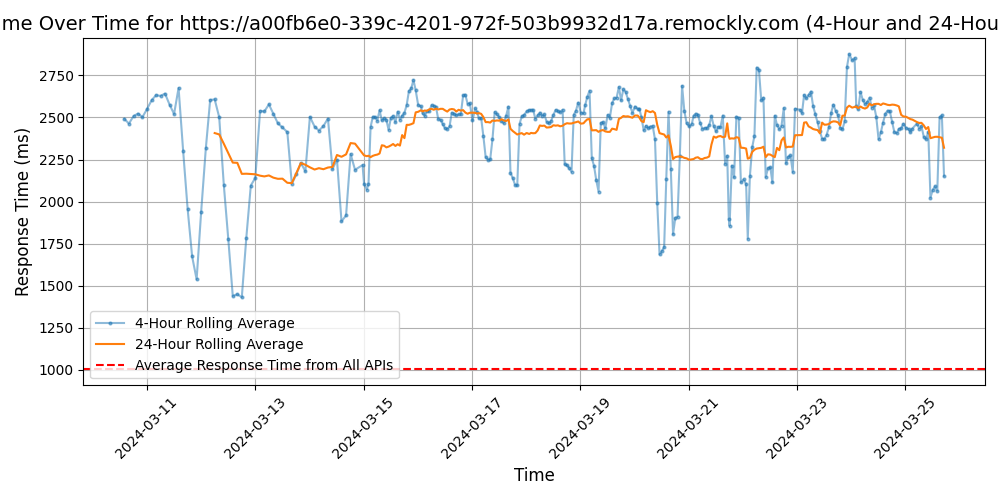 me Over Time for https://a00fb6e0-339c-4201-972f-503b9932d17a.remockly.com (4-Hour and 24-Hou
Response Time (ms)
2750
2500
2250
2000
1750
1500
1250
1000
4-Hour Rolling Average
24-Hour Rolling Average
Average Response Time from All APIs
2024-03-11
2024-03-13
2024-03-15
2024-03-17
2024-03-19
2024-03-21
2024-03-23
2024-03-25
Time